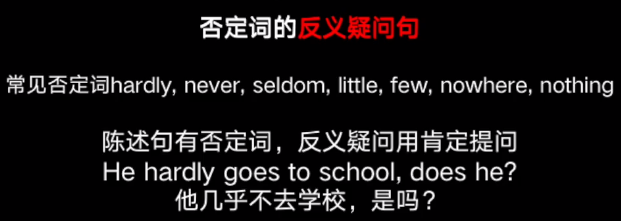 否定词的反义疑问句
常见否定词hardly, never, seldom, little, few, nowhere, nothing
陈述句有否定词，反义疑问用肯定提问
He hardly goes to school, does he?
他几乎不去学校，是吗？